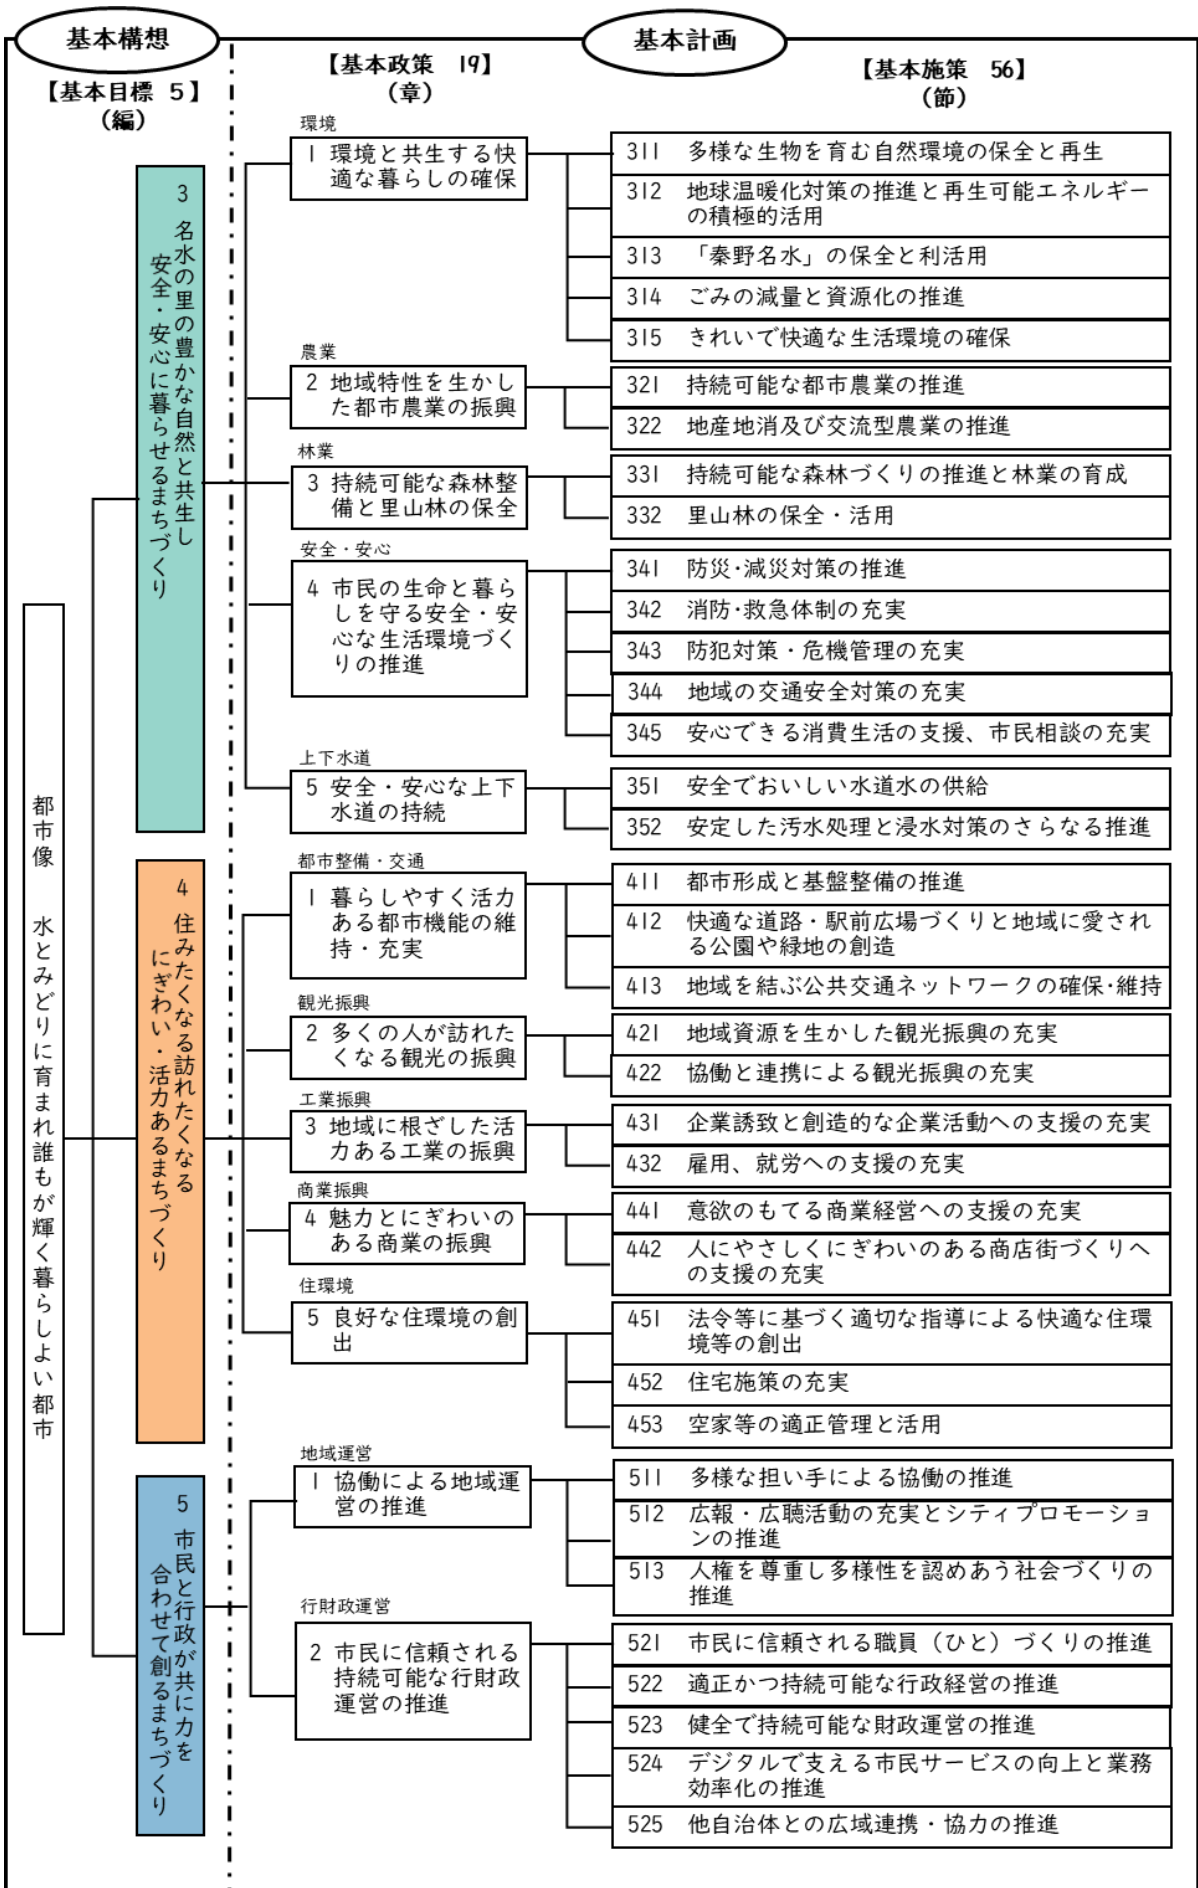 基本構想
基本計画
【基本目標 5】
(編)
【基本政策 19】
(章)
【基本施策 56】
(節)
都市像 水とみどりに育まれ誰もが輝く暮らしよい都市
3 名水の里の豊かな自然と共生し
安全・安心に暮らせるまちづくり
環境
1 環境と共生する快
適な暮らしの確保
311 多様な生物を育む自然環境の保全と再生
312 地球温暖化対策の推進と再生可能エネルギー
の積極的活用
313 「秦野名水」の保全と利活用
314 ごみの減量と資源化の推進
315 きれいで快適な生活環境の確保
農業
2 地域特性を生かし
た都市農業の振興
321 持続可能な都市農業の推進
322 地産地消及び交流型農業の推進
林業
3 持続可能な森林整
備と里山林の保全
331 持続可能な森林づくりの推進と林業の育成
332 里山林の保全・活用
安全・安心
4 市民の生命と暮ら
しを守る安全・安
心な生活環境づく
りの推進
341 防災・減災対策の推進
342 消防・救急体制の充実
343 防犯対策・危機管理の充実
344 地域の交通安全対策の充実
345 安心できる消費生活の支援、市民相談の充実
上下水道
5 安全・安心な上下
水道の持続
351 安全でおいしい水道水の供給
352 安定した汚水処理と浸水対策のさらなる推進
4 住みたくなる訪れたくなる
にぎわい・活力あるまちづくり
都市整備・交通
1 暮らしやすく活力
ある都市機能の維
持・充実
411 都市形成と基盤整備の推進
412 快適な道路・駅前広場づくりと地域に愛され
る公園や緑地の創造
413 地域を結ぶ公共交通ネットワークの確保・維持
観光振興
2 多くの人が訪れた
くなる観光の振興
421 地域資源を生かした観光振興の充実
422 協働と連携による観光振興の充実
工業振興
3 地域に根ざした活
力ある工業の振興
431 企業誘致と創造的な企業活動への支援の充実
432 雇用、就労への支援の充実
商業振興
4 魅力とにぎわいの
ある商業の振興
441 意欲のもてる商業経営への支援の充実
442 人にやさしくにぎわいのある商店街づくりへ
の支援の充実
住環境
5 良好な住環境の創
出
451 法令等に基づく適切な指導による快適な住環
境等の創出
452 住宅施策の充実
453 空家等の適正管理と活用
5 市民と行政が共に力を
合わせて創るまちづくり
地域運営
1 協働による地域運
営の推進
511 多様な担い手による協働の推進
512 広報・広聴活動の充実とシティプロモーショ
ンの推進
513 人権を尊重し多様性を認めあう社会づくりの
推進
行財政運営
2 市民に信頼される
持続可能な行財政
運営の推進
521 市民に信頼される職員(ひと)づくりの推進
522 適正かつ持続可能な行政経営の推進
523 健全で持続可能な財政運営の推進
524 デジタルで支える市民サービスの向上と業務
効率化の推進
525 他自治体との広域連携・協力の推進